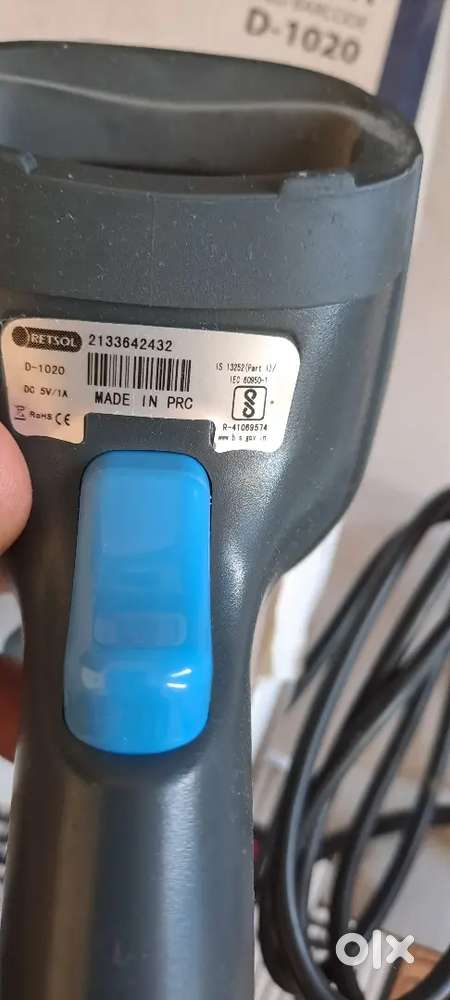 D-1020
RETSOL
2133642432
D-1020
DC 5V/1A
RoHS CE
MADE IN PRC
IS 13252(Part 1)/
IEC 60950-1
R-41069574
www.bis.gov.in
olx